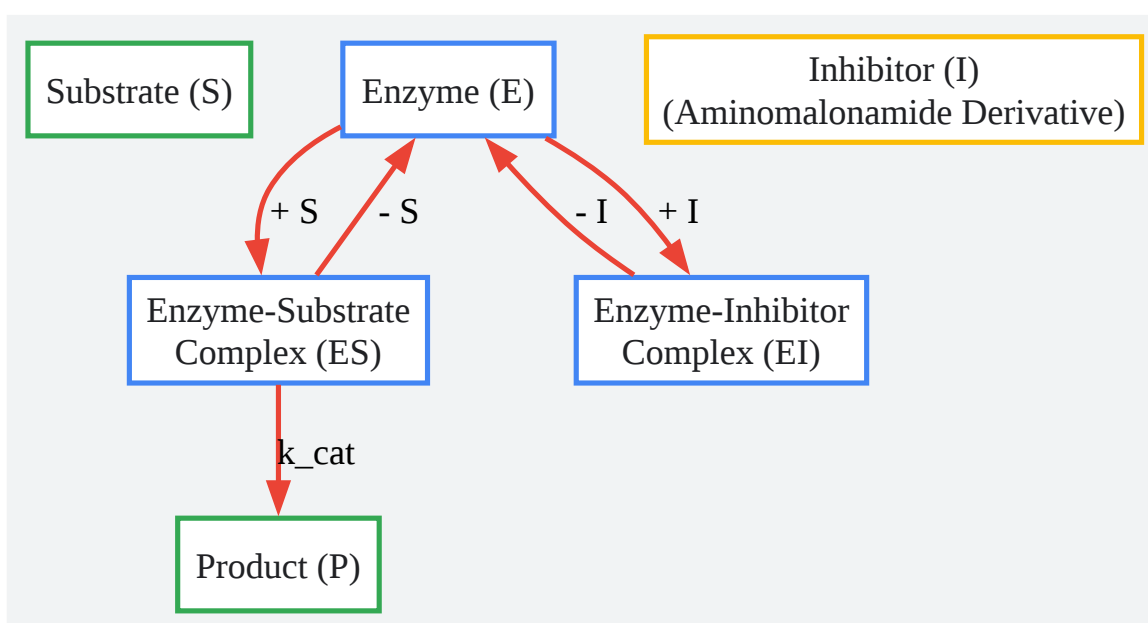 Substrate (S)
Enzyme (E)
Inhibitor (I)
(Aminomalonamide Derivative)
+ S
- S
- I
+ I
Enzyme-Substrate
Complex (ES)
Enzyme-Inhibitor
Complex (EI)
k_cat
Product (P)